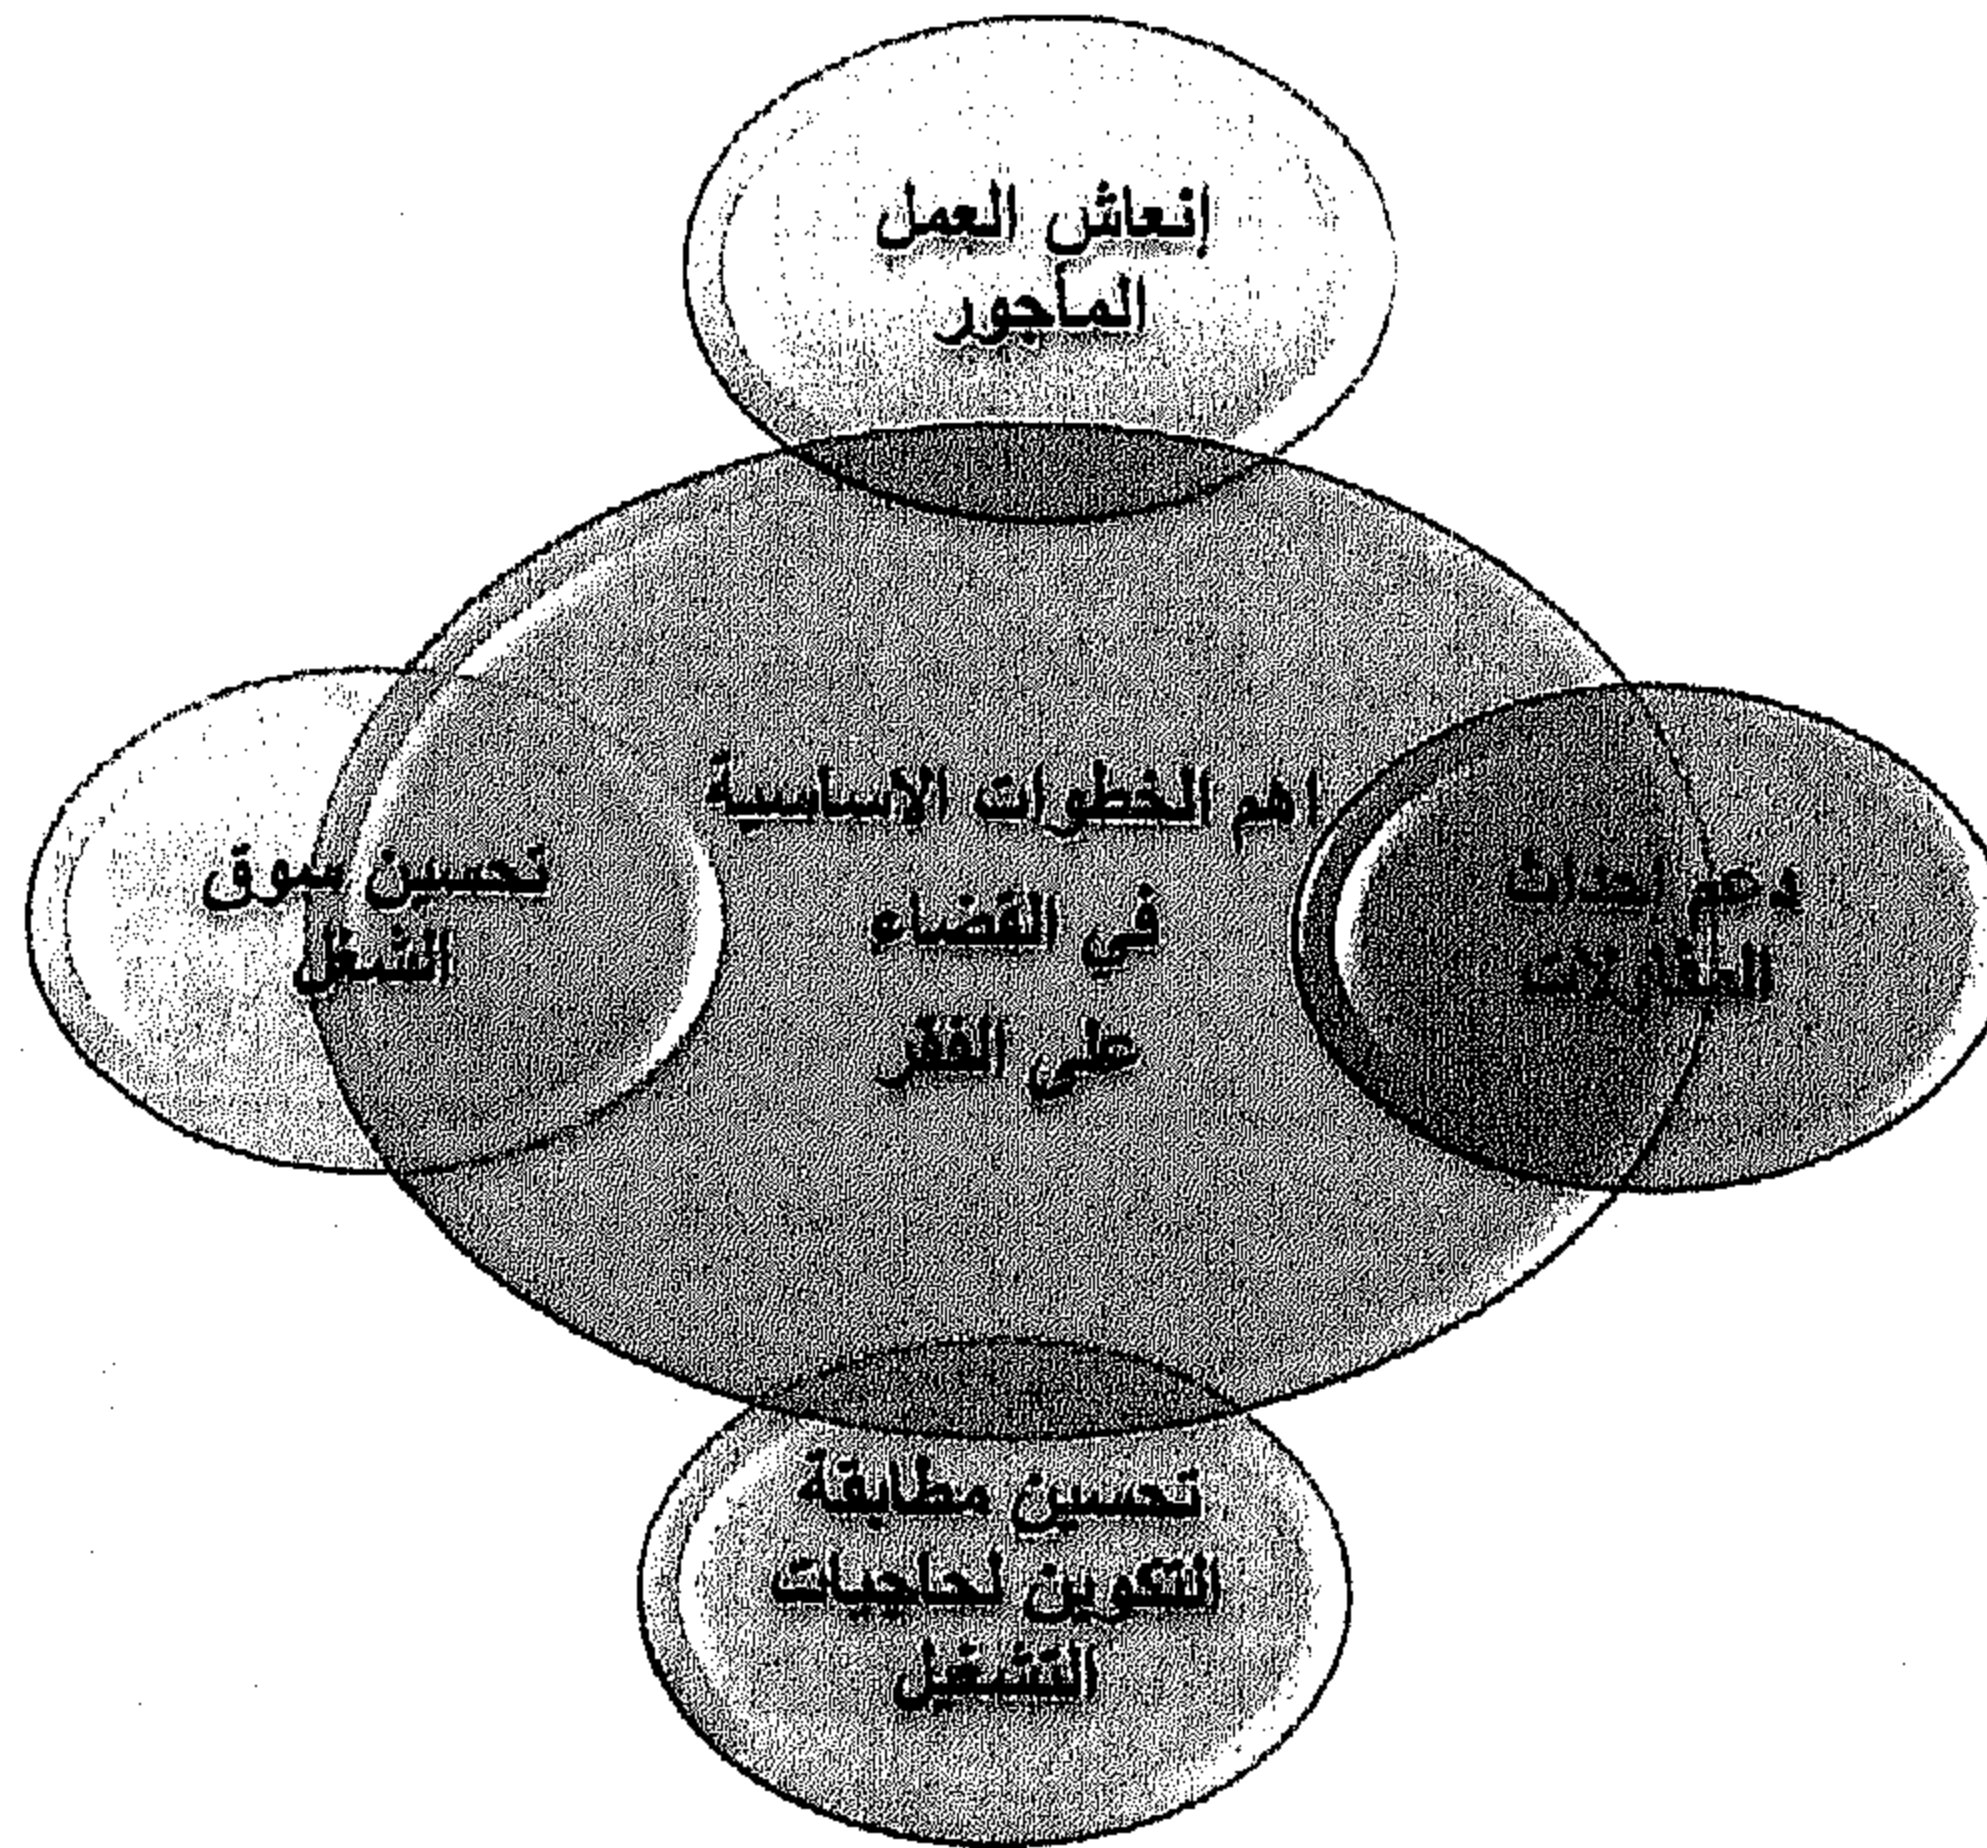 إنعاش العمل
المأجور
اهم الخطوات الاساسية
في القضاء
على الفقر
دعم احداث
المقاولات
تحسين سوق
الشغل
تحسين مطابقة
التكوين لحاجيات
التشغيل